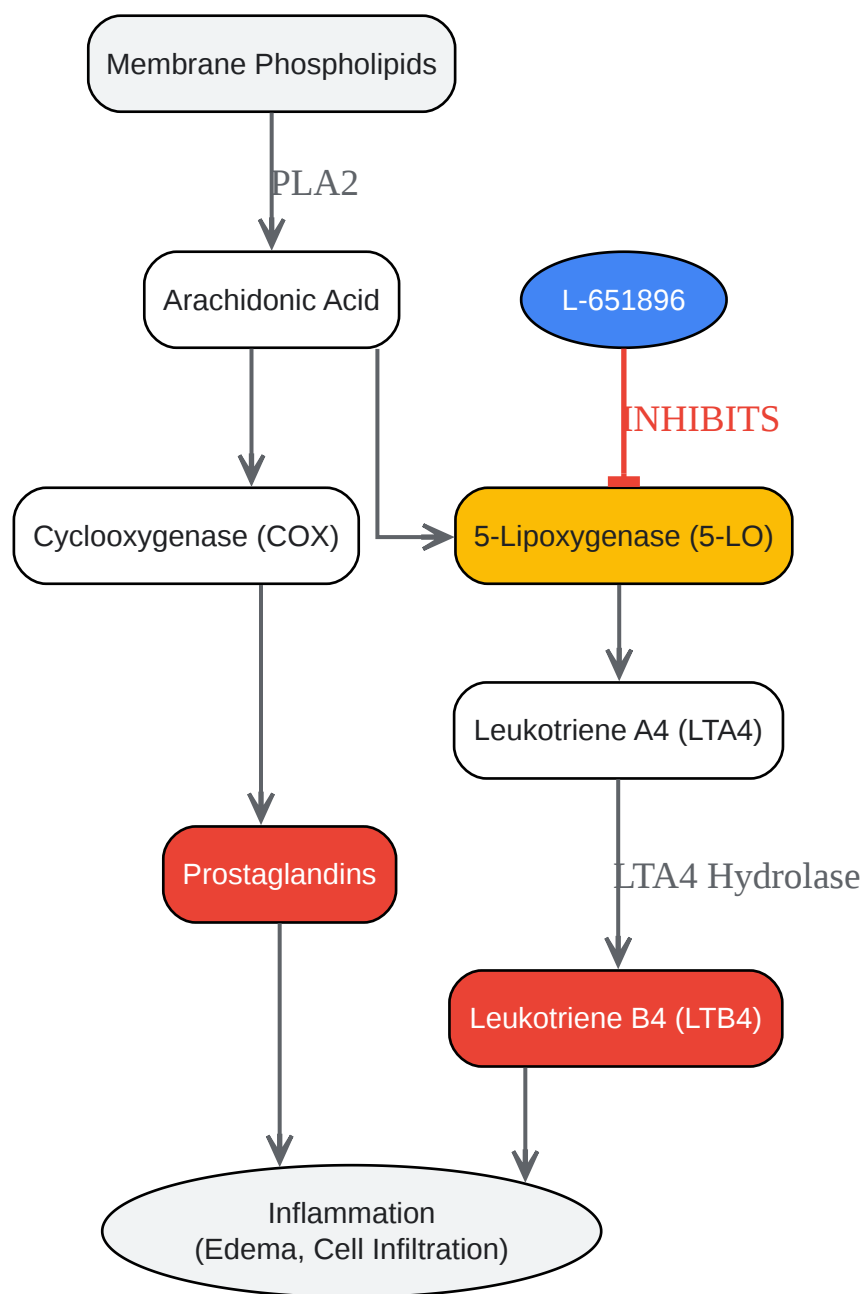 Membrane Phospholipids
PLA2
Arachidonic Acid
L-651896
INHIBITS
Cyclooxygenase (COX)
5-Lipoxygenase (5-LO)
Leukotriene A4 (LTA4)
Prostaglandins
LTA4 Hydrolase
Leukotriene B4 (LTB4)
Inflammation
(Edema, Cell Infiltration)